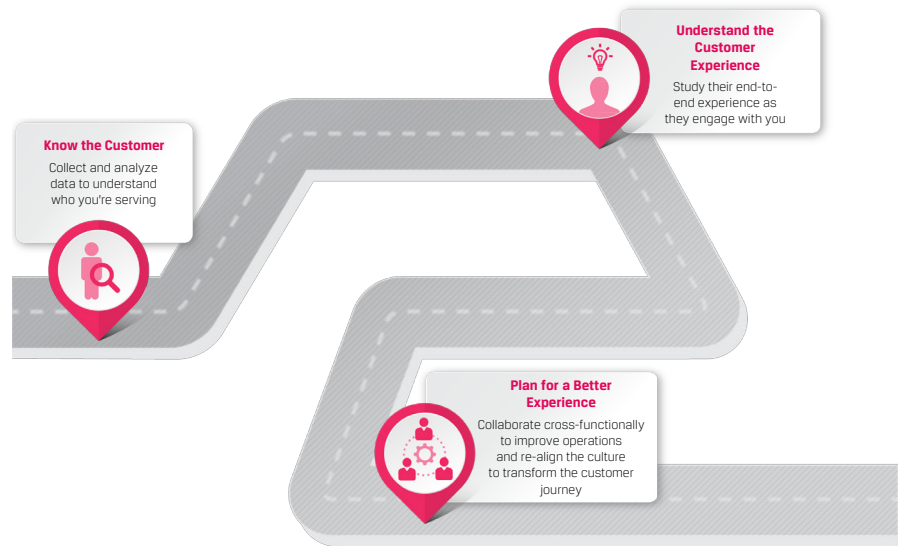 Know the Customer
Collect and analyze
data to understand
who you're serving
Understand the
Customer
Experience
Study their end-to-
end experience as
they engage with you
Plan for a Better
Experience
Collaborate cross-functionally
to improve operations
and re-align the culture
to transform the customer
journey